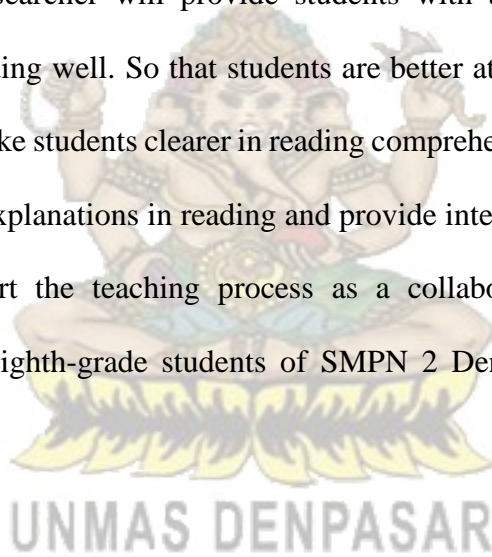 searcher will provide students with
ing well. So that students are better at
ke students clearer in reading comprehe
xplanations in reading and provide inte
rt the teaching process as a collabo
ighth-grade students of SMPN 2 Der
UNMAS DENPASAR